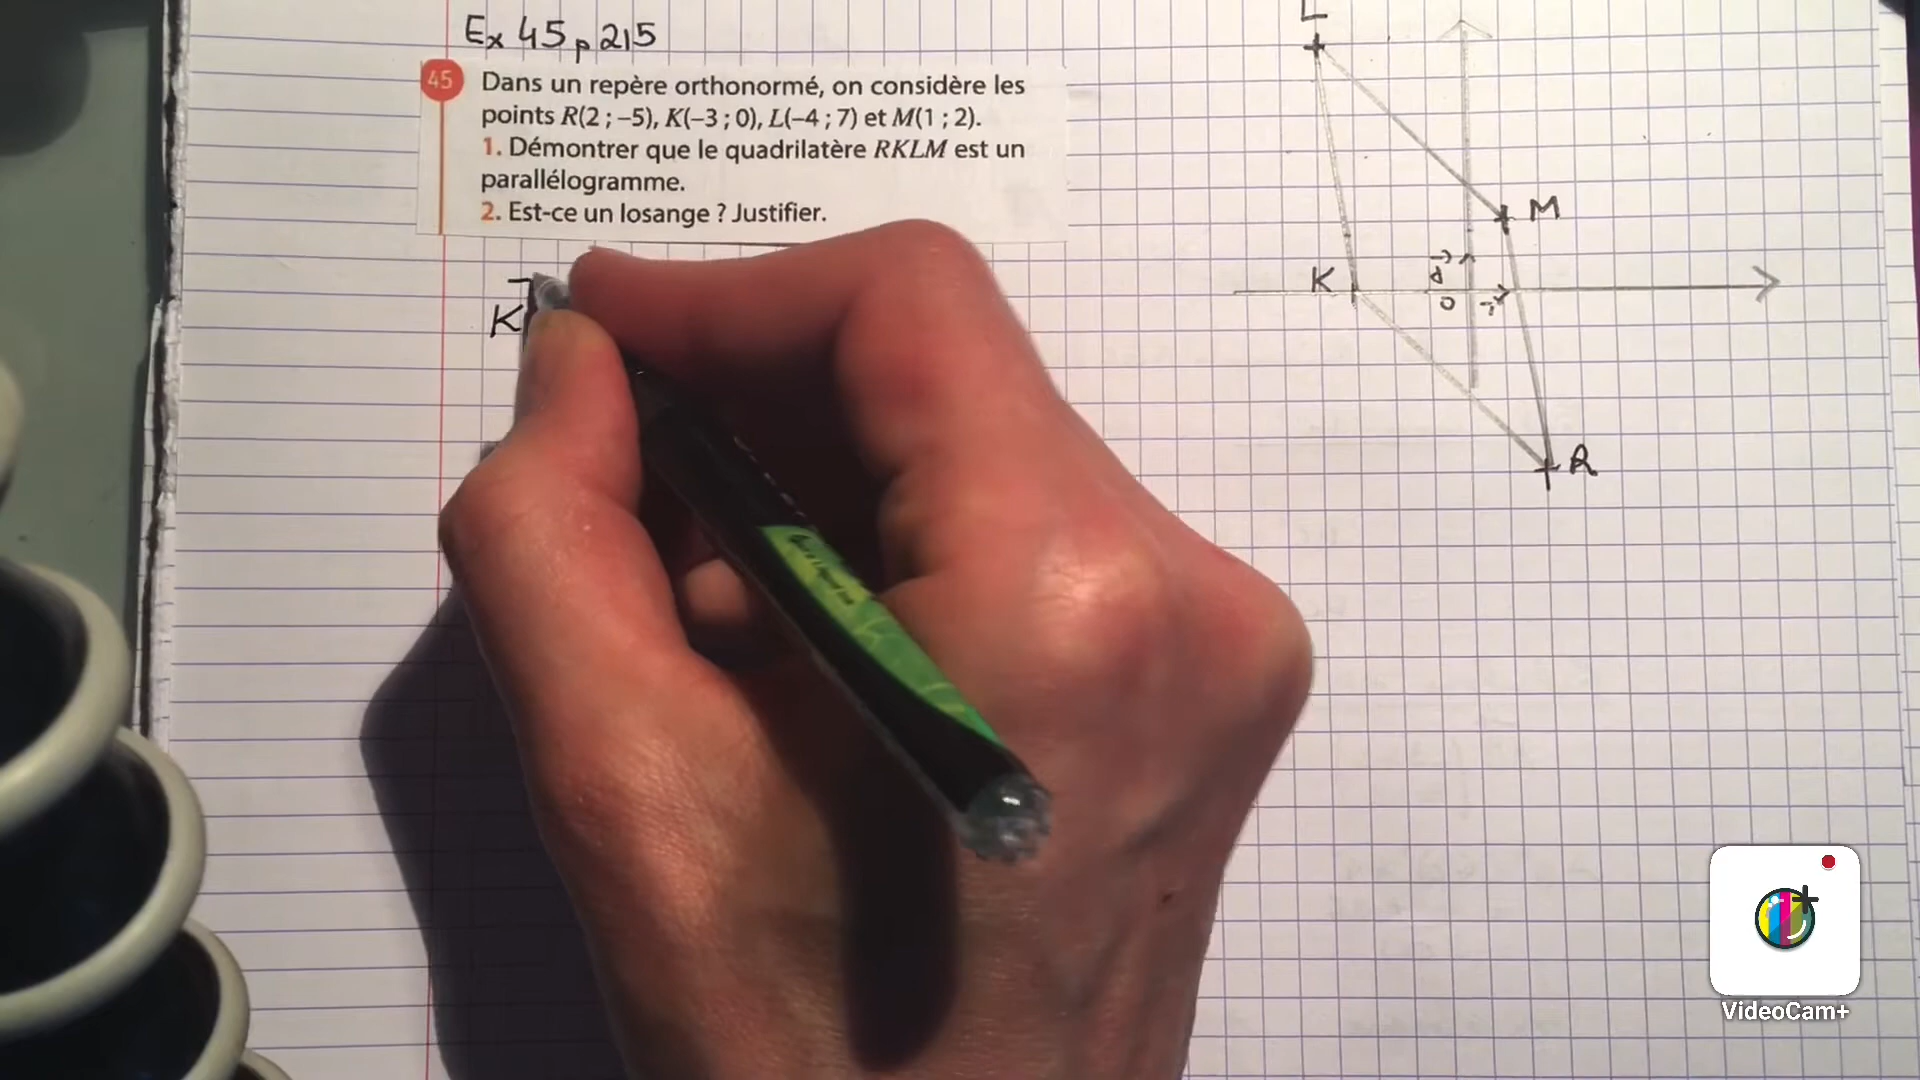 Ex 45 p 215
45 Dans un repère orthonormé, on considère les
points R(2 ; –5), K(–3 ; 0), L(–4 ; 7) et M(1 ; 2).
1. Démontrer que le quadrilatère RKLM est un
parallélogramme.
2. Est-ce un losange ? Justifier.
K
L
M
K
O
R
VideoCam+